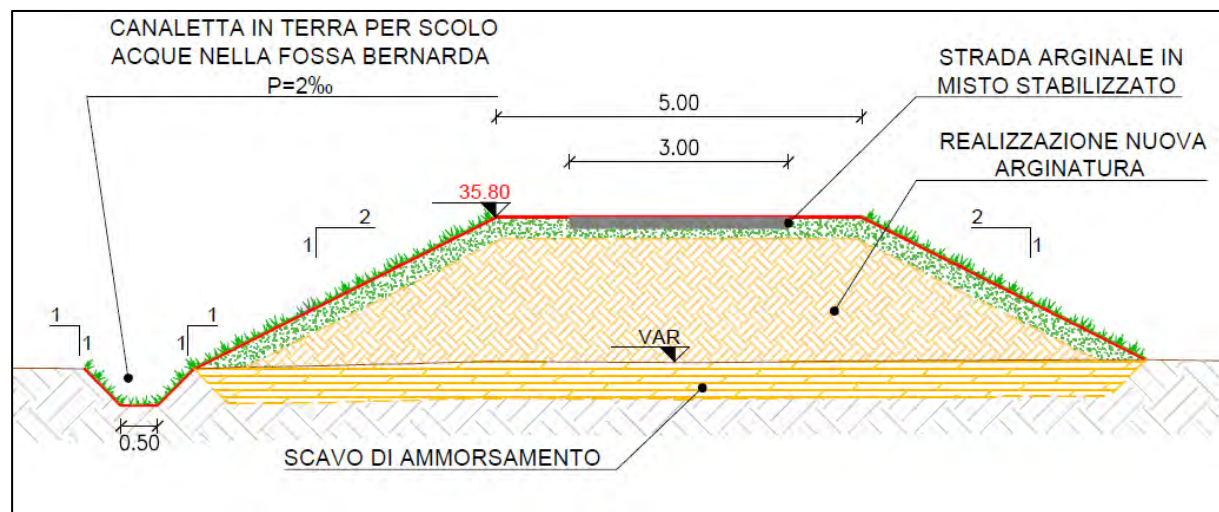 CANALETTA IN TERRA PER SCOLO
ACQUE NELLA FOSSA BERNARDA
P=2‰
STRADA ARGINALE IN
MISTO STABILIZZATO
5.00
3.00
REALIZZAZIONE NUOVA
ARGINATURA
35.80
2
1
2
1
1
1
1
1
VAR
0.50
SCAVO DI AMMORSAMENTO